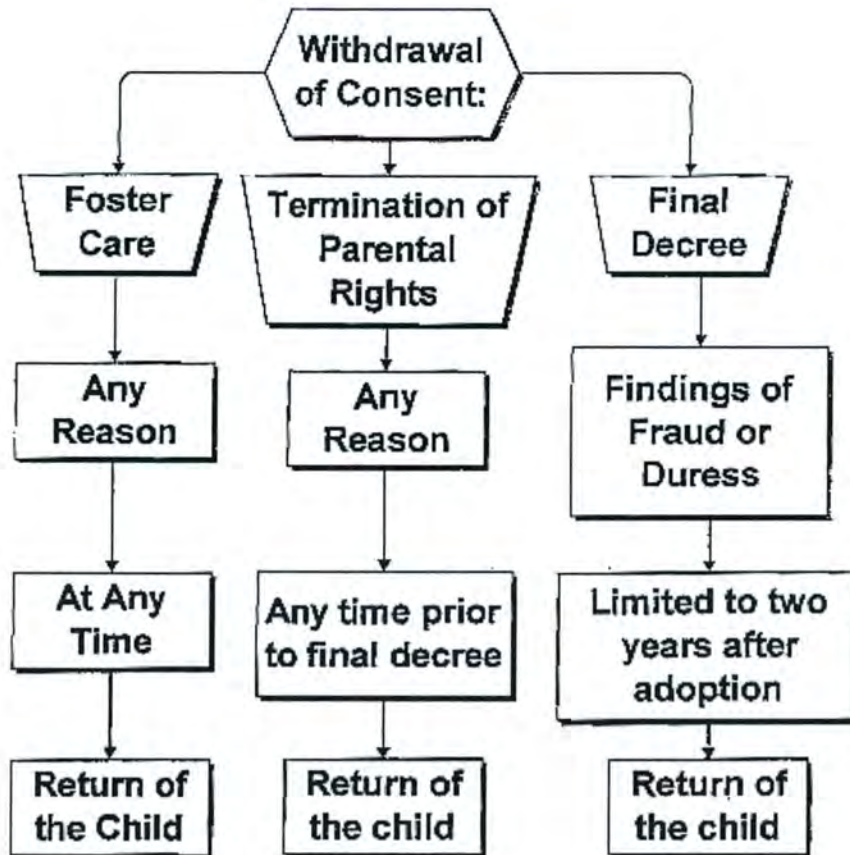 Withdrawal
of Consent:
Foster
Care
Termination of
Parental
Rights
Final
Decree
Any
Reason
Any
Reason
Findings of
Fraud or
Duress
At Any
Time
Any time prior
to final decree
Limited to two
years after
adoption
Return of
the Child
Return of
the child
Return of
the child